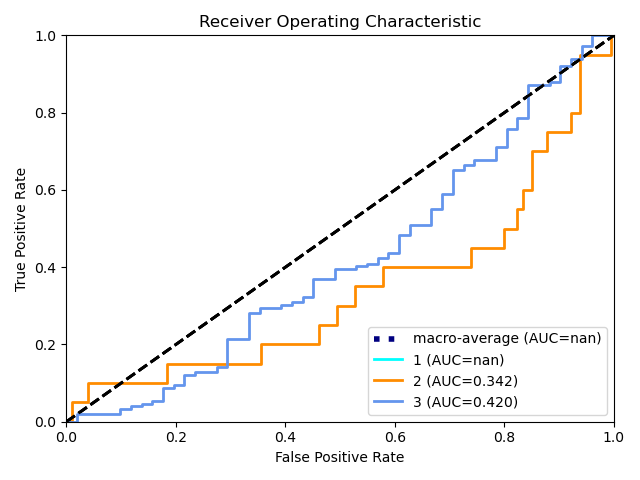 Receiver Operating Characteristic
True Positive Rate
1.0
0.8
0.6
0.4
0.2
0.0
macro-average (AUC=nan)
1 (AUC=nan)
2 (AUC=0.342)
3 (AUC=0.420)
0.0 0.2 0.4 0.6 0.8 1.0
False Positive Rate